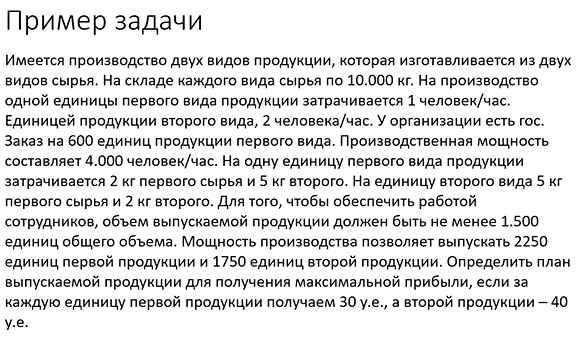 Пример задачи
Имеется производство двух видов продукции, которая изготавливается из двух
видов сырья. На складе каждого вида сырья по 10.000 кг. На производство
одной единицы первого вида продукции затрачивается 1 человек/час.
Единицей продукции второго вида, 2 человека/час. У организации есть гос.
Заказ на 600 единиц продукции первого вида. Производственная мощность
составляет 4.000 человек/час. На одну единицу первого вида продукции
затрачивается 2 кг первого сырья и 5 кг второго. На единицу второго вида 5 кг
первого сырья и 2 кг второго. Для того, чтобы обеспечить работой
сотрудников, объем выпускаемой продукции должен быть не менее 1.500
единиц общего объема. Мощность производства позволяет выпускать 2250
единиц первой продукции и 1750 единиц второй продукции. Определить план
выпускаемой продукции для получения максимальной прибыли, если за
каждую единицу первой продукции получаем 30 у.е., а второй продукции – 40
у.е.